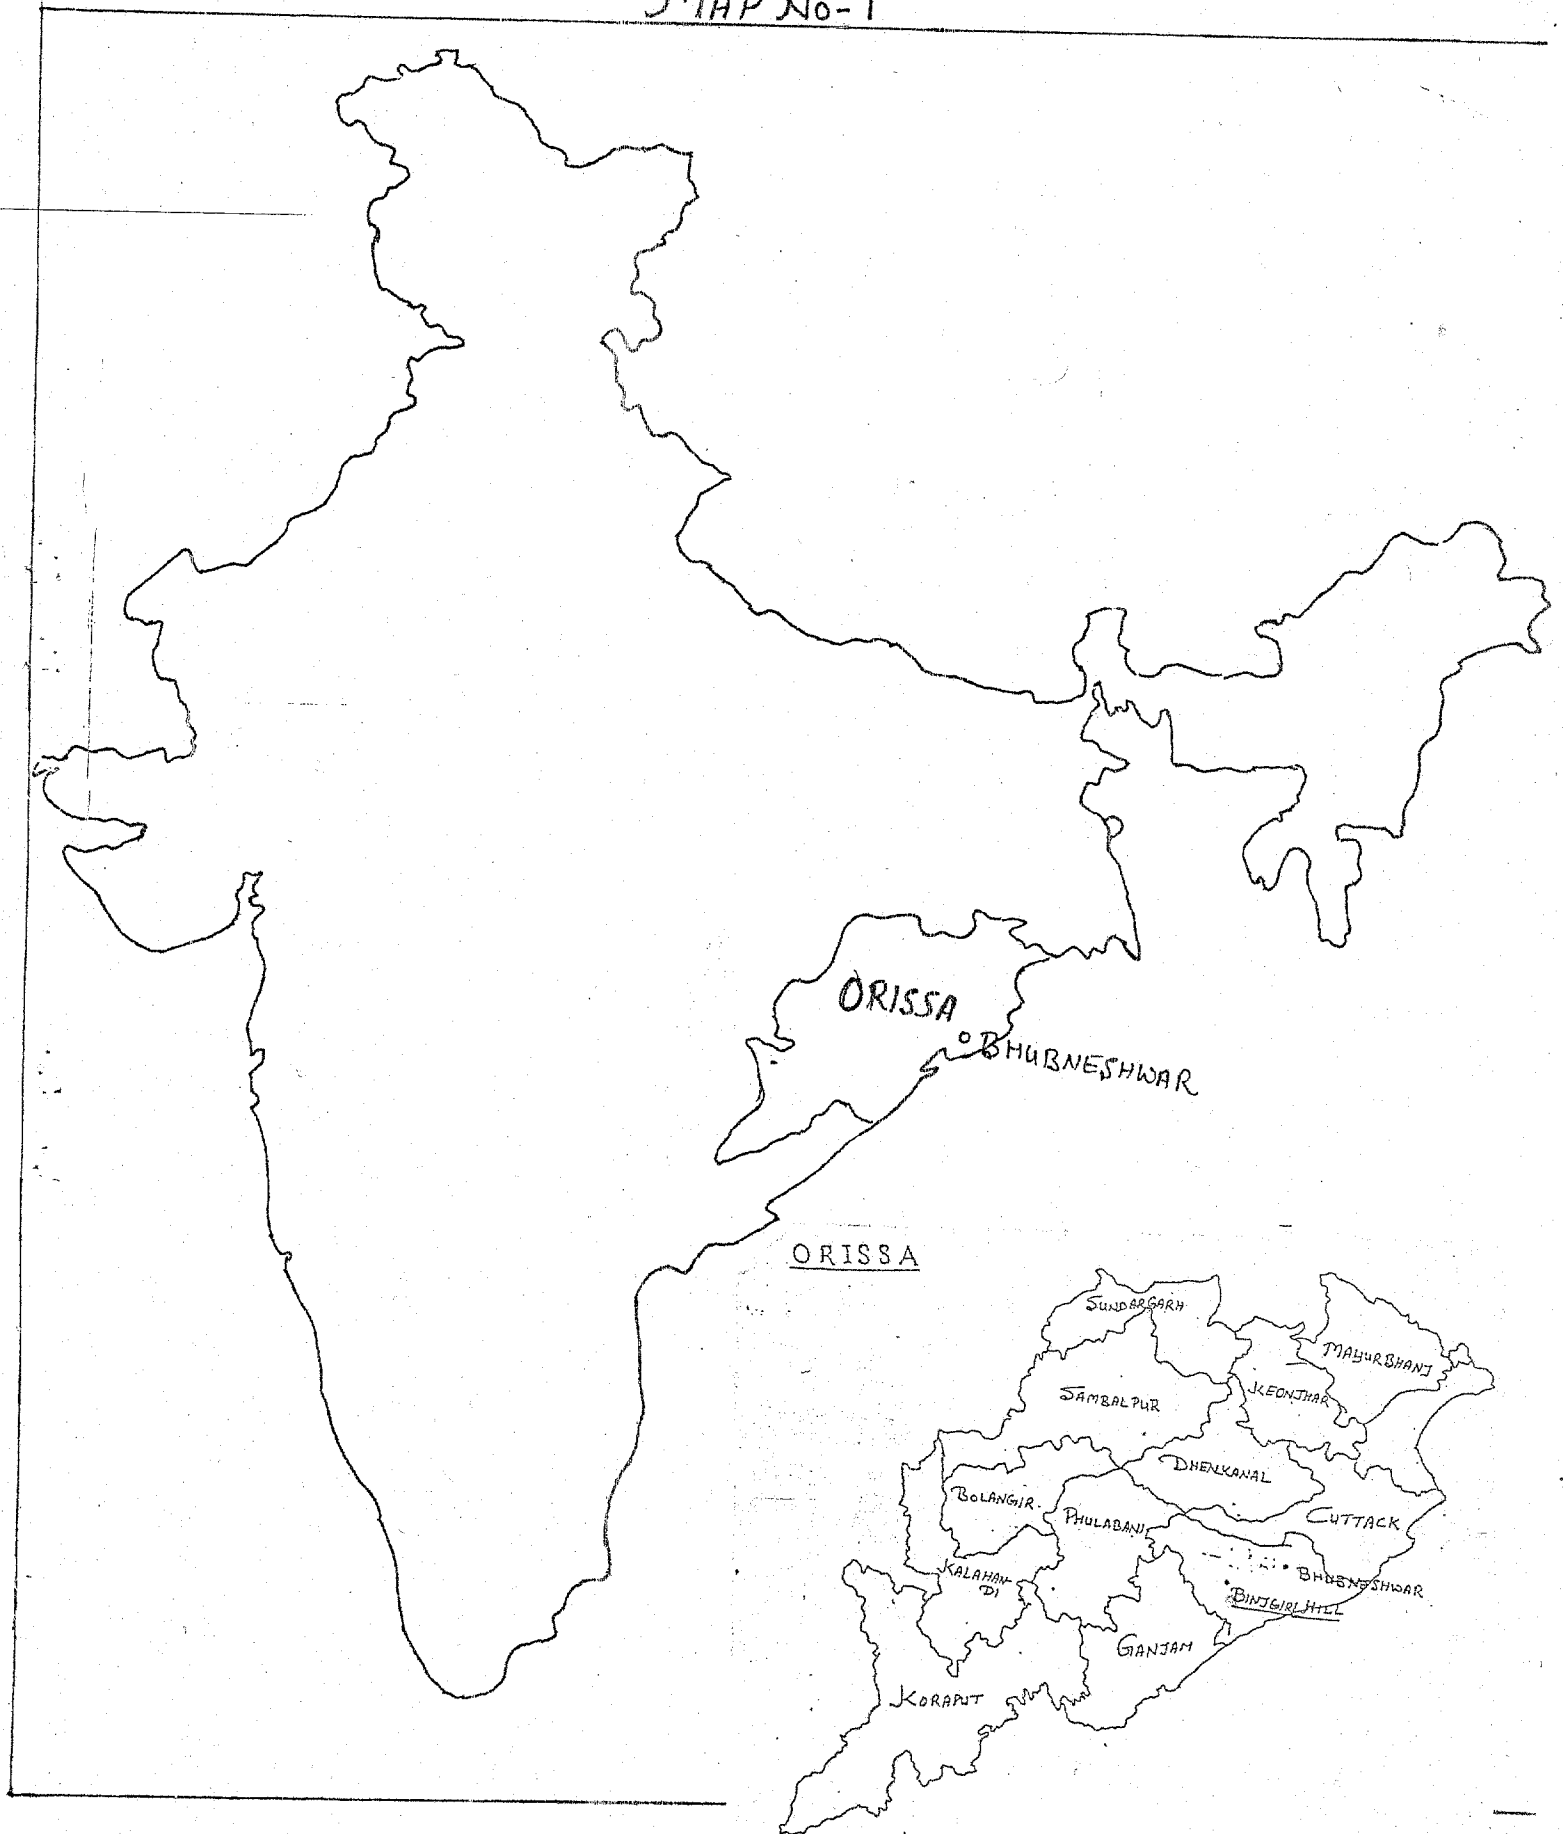 MAP NO-1
ORISSA
BHUBNESHWAR
ORISSA
SUNDARGARH
MAYURBHANJ
KEONJHAR
SAMBALPUR
DHENKANAL
BOLANGIR.
PHULABANI
CUTTACK
KALAHAN
DI
BHUBNESHWAR
BINJGIRI HILL
GANJAM
KORAPUT